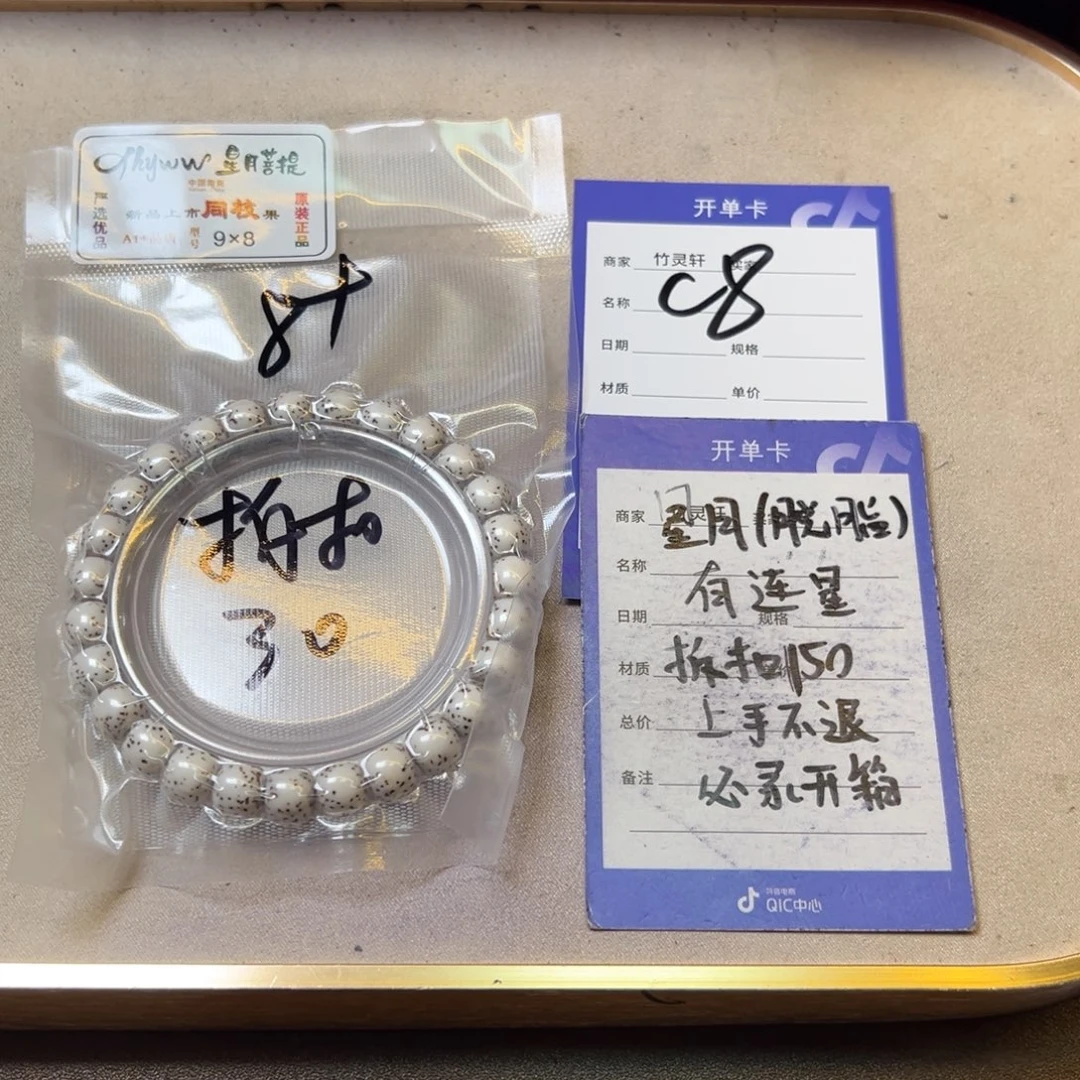 星月菩提
严选优品
新品上市同枝果
型号 9×8
原装正品
8+
拆扣
30
开单卡
商家 竹灵轩
C8
名称
日期 规格
材质 单价
开单卡
商家 星月(脱脂)
名称 有连星
日期 规格
材质 拆扣150
总价 上手不退
备注 必录开箱
QIC中心